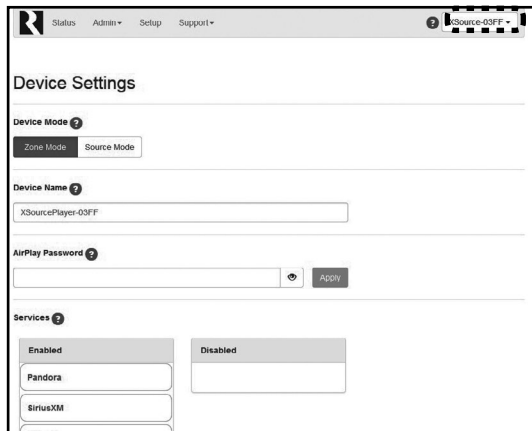 Status Admin Setup Support ? XSource-03FF
Device Settings
Device Mode ?
Zone Mode Source Mode
Device Name ?
XSourcePlayer-03FF
AirPlay Password ?
Apply
Services ?
Enabled Disabled
Pandora
SiriusXM